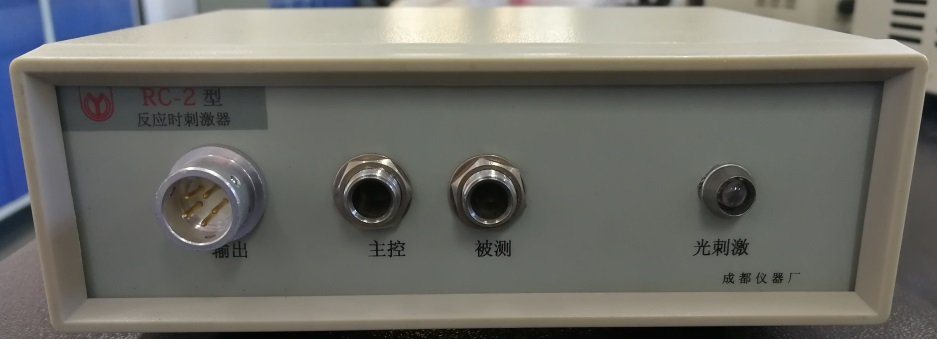 RC-2型
反应时刺激器
输出
主控
被测
光刺激
成都仪器厂